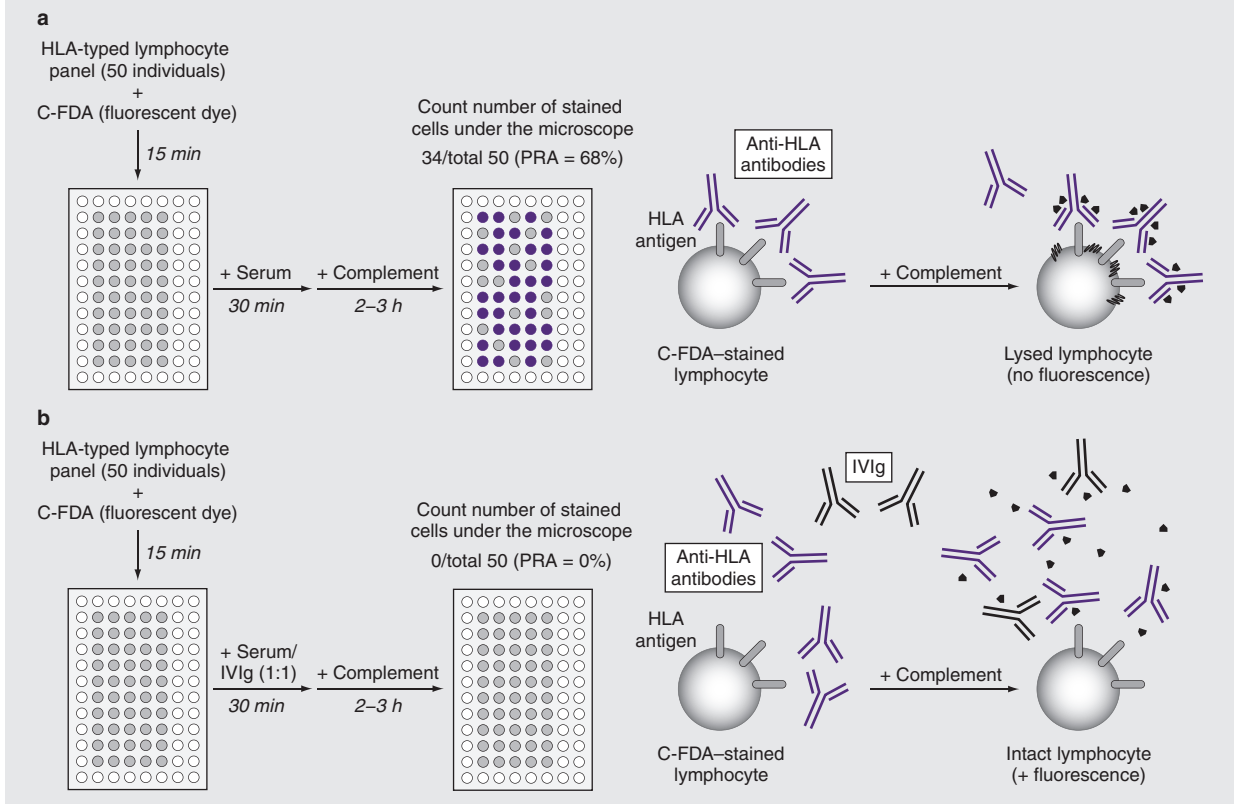 a
HLA-typed lymphocyte
panel (50 individuals)
+
C-FDA (fluorescent dye)
15 min
+ Serum
30 min
+ Complement
2–3 h
Count number of stained
cells under the microscope
34/total 50 (PRA = 68%)
Anti-HLA
antibodies
HLA
antigen
C-FDA–stained
lymphocyte
+ Complement
Lysed lymphocyte
(no fluorescence)
b
HLA-typed lymphocyte
panel (50 individuals)
+
C-FDA (fluorescent dye)
15 min
+ Serum/
IVIg (1:1)
30 min
+ Complement
2–3 h
Count number of stained
cells under the microscope
0/total 50 (PRA = 0%)
IVIg
Anti-HLA
antibodies
HLA
antigen
C-FDA–stained
lymphocyte
+ Complement
Intact lymphocyte
(+ fluorescence)